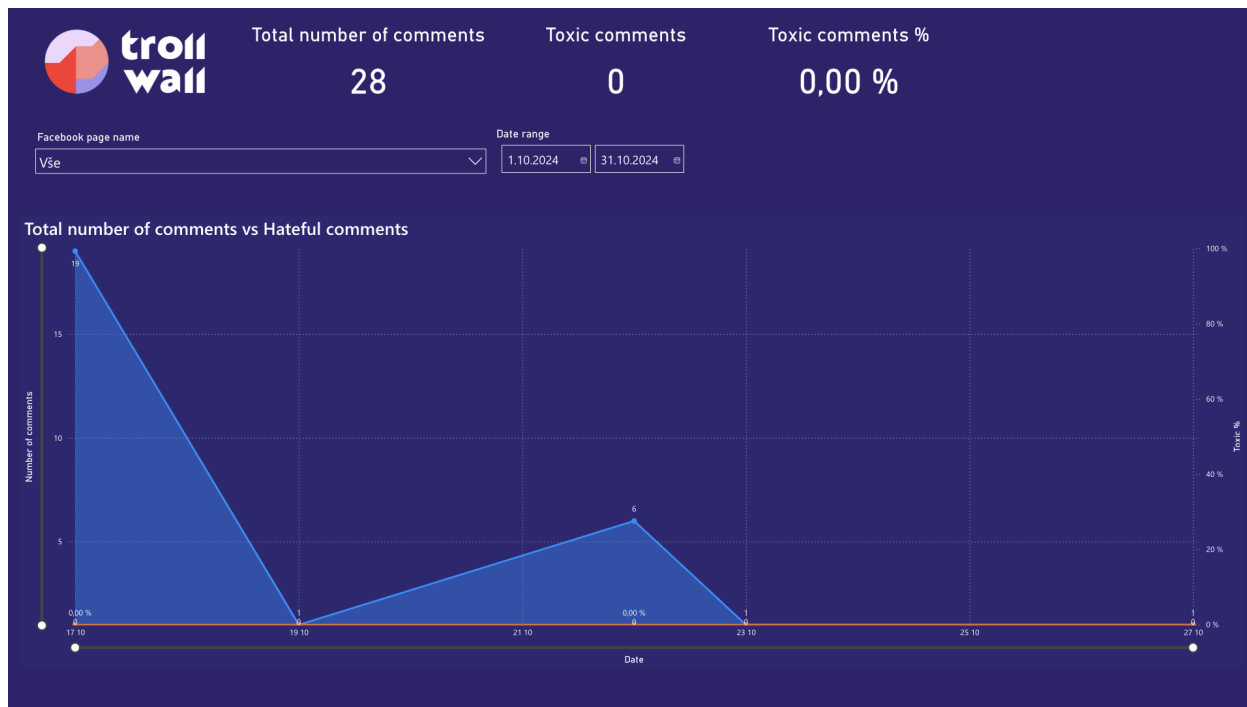 troll
wall
Total number of comments
28
Toxic comments
0
Toxic comments %
0,00 %
Facebook page name
Vše
Date range
1.10.2024
31.10.2024
Total number of comments vs Hateful comments
Number of comments
15
10
5
19
0,00 %
0
1
0
6
0,00 %
0
1
0
1
0
100 %
80 %
60 %
40 %
20 %
0 %
Toxic %
17 10
19 10
21 10
23 10
25 10
27 10
Date